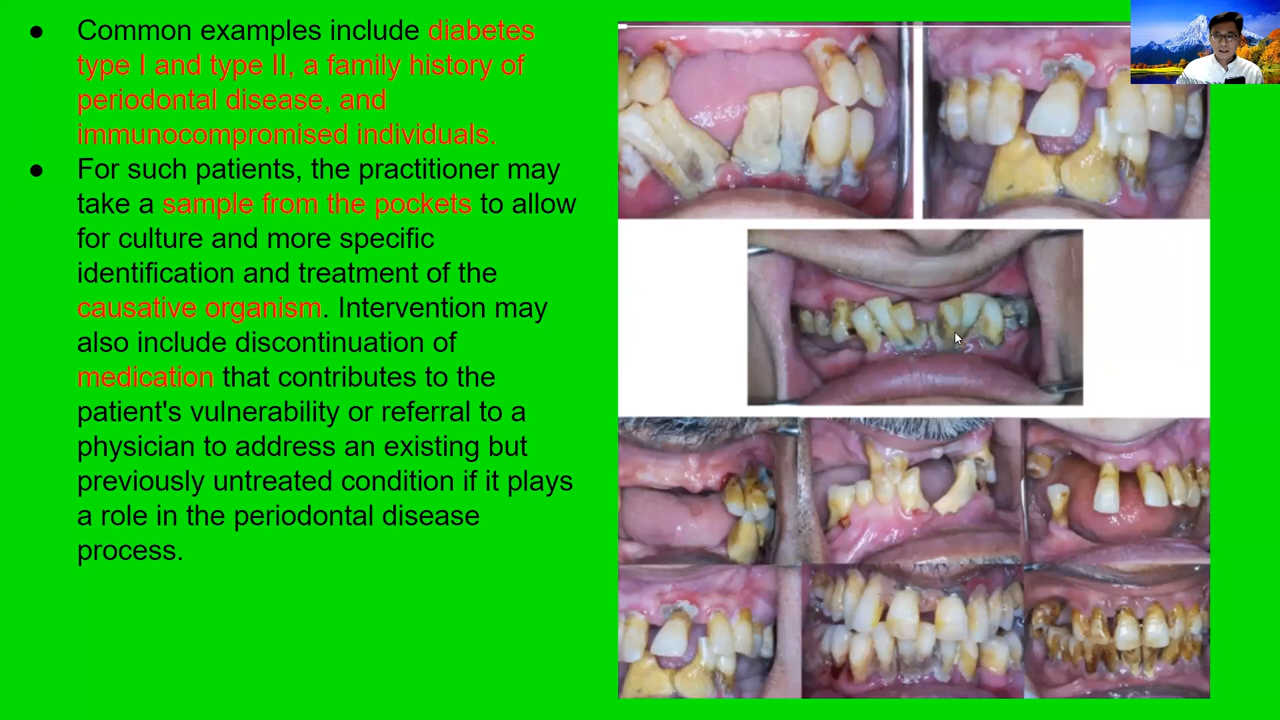 ● Common examples include diabetes
type I and type II, a family history of
periodontal disease, and
immunocompromised individuals.
● For such patients, the practitioner may
take a sample from the pockets to allow
for culture and more specific
identification and treatment of the
causative organism. Intervention may
also include discontinuation of
medication that contributes to the
patient's vulnerability or referral to a
physician to address an existing but
previously untreated condition if it plays
a role in the periodontal disease
process.